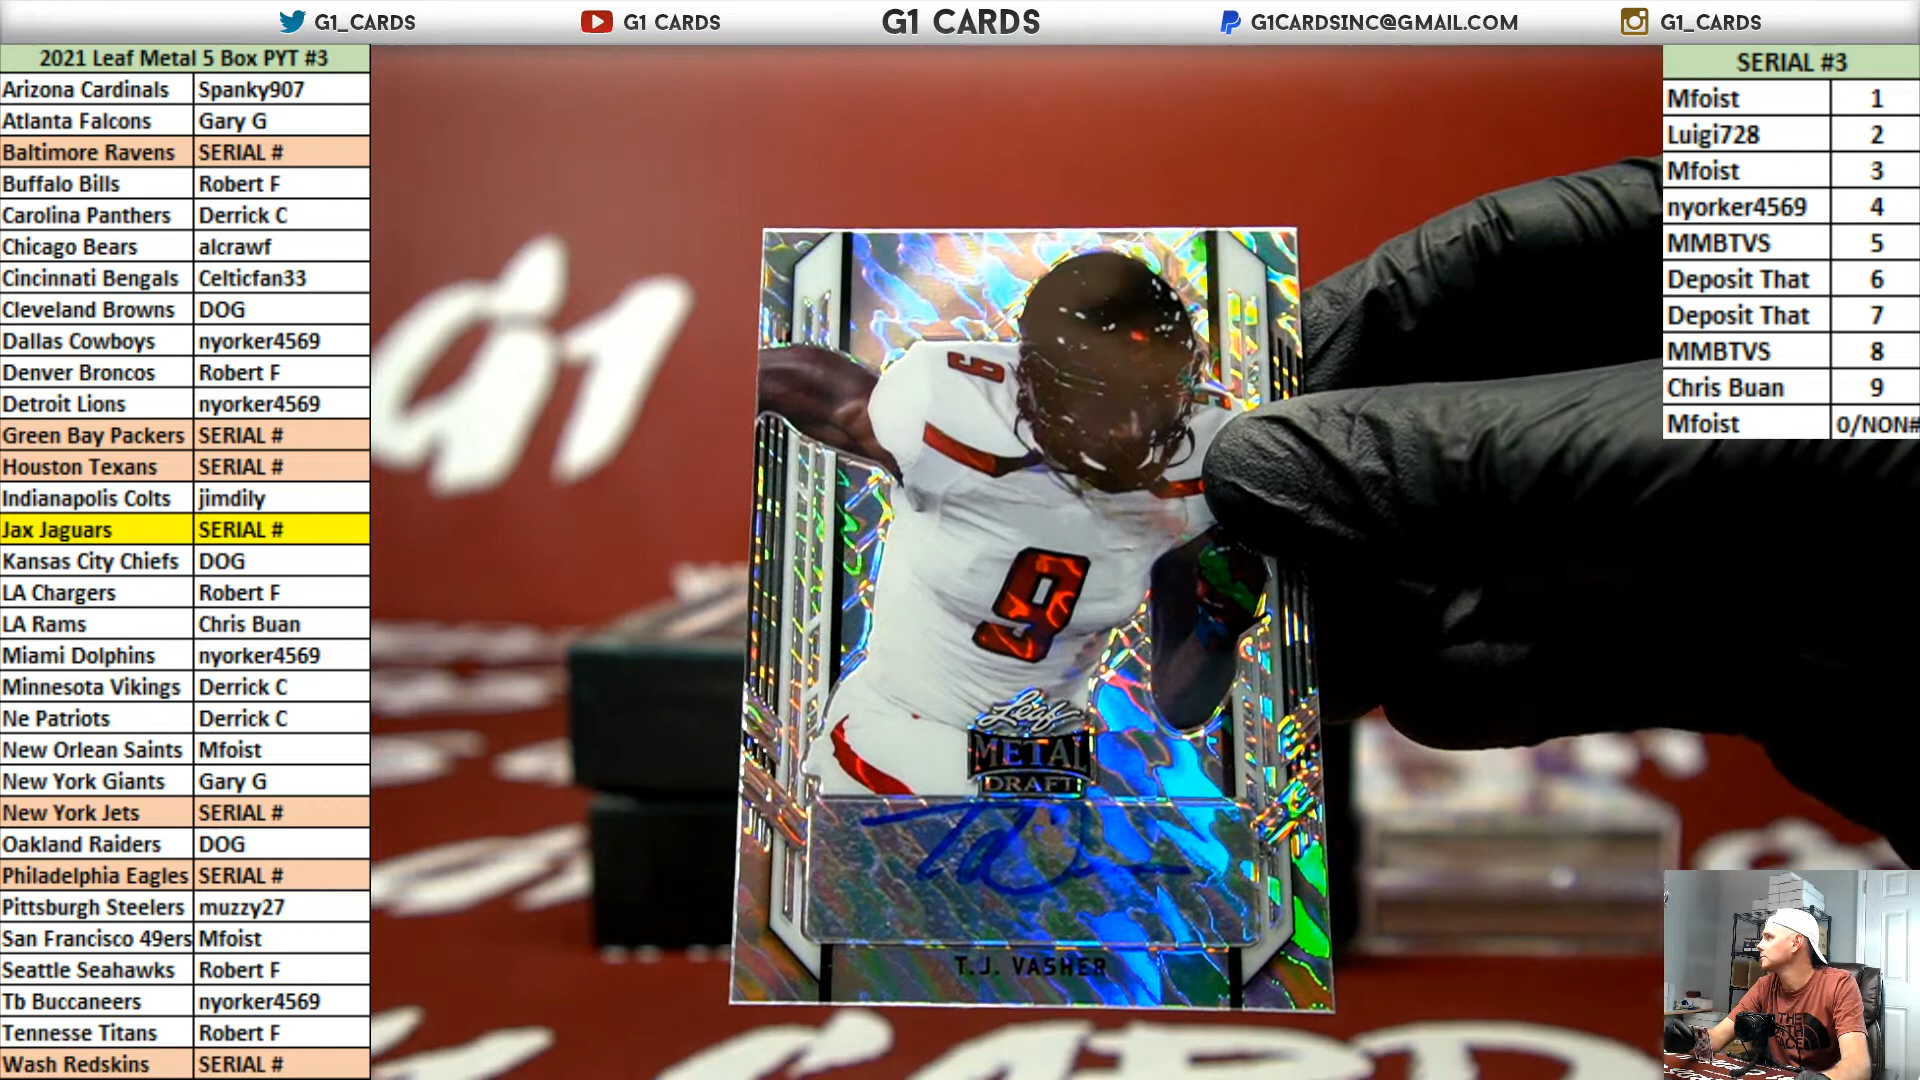 G1_CARDS
G1 CARDS
G1 CARDS
G1CARDSINC@GMAIL.COM
G1_CARDS
2021 Leaf Metal 5 Box PYT #3
Arizona Cardinals Spanky907
Atlanta Falcons Gary G
Baltimore Ravens SERIAL #
Buffalo Bills Robert F
Carolina Panthers Derrick C
Chicago Bears alcrawf
Cincinnati Bengals Celticfan33
Cleveland Browns DOG
Dallas Cowboys nyorker4569
Denver Broncos Robert F
Detroit Lions nyorker4569
Green Bay Packers SERIAL #
Houston Texans SERIAL #
Indianapolis Colts jimdily
Jax Jaguars SERIAL #
Kansas City Chiefs DOG
LA Chargers Robert F
LA Rams Chris Buan
Miami Dolphins nyorker4569
Minnesota Vikings Derrick C
Ne Patriots Derrick C
New Orlean Saints Mfoist
New York Giants Gary G
New York Jets SERIAL #
Oakland Raiders DOG
Philadelphia Eagles SERIAL #
Pittsburgh Steelers muzzy27
San Francisco 49ers Mfoist
Seattle Seahawks Robert F
Tb Buccaneers nyorker4569
Tennesse Titans Robert F
Wash Redskins SERIAL #
SERIAL #3
Mfoist 1
Luigi728 2
Mfoist 3
nyorker4569 4
MMBTVS 5
Deposit That 6
Deposit That 7
MMBTVS 8
Chris Buan 9
Mfoist 0/NON#
G1
9
9
Leaf
METAL
DRAFT
T.J. VASHER
THE
NORTH
FACE